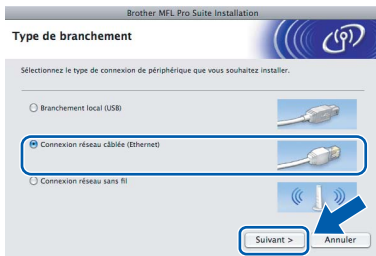 Brother MFL Pro Suite Installation
Type de branchement
Sélectionnez le type de connexion de périphérique que vous souhaitez installer.
Branchement local (USB)
Connexion réseau câblée (Ethernet)
Connexion réseau sans fil
Suivant >
Annuler